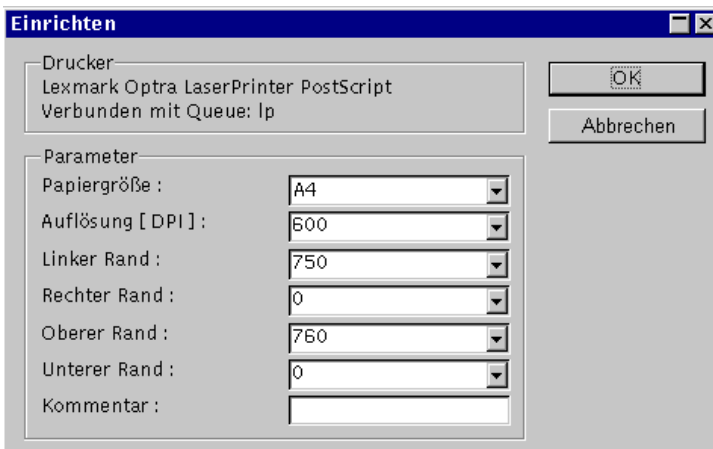 Einrichten
Drucker
Lexmark Optra LaserPrinter PostScript
Verbunden mit Queue: lp
OK
Abbrechen
Parameter
Papiergröße : A4
Auflösung [ DPI ] : 600
Linker Rand : 750
Rechter Rand : 0
Oberer Rand : 760
Unterer Rand : 0
Kommentar :